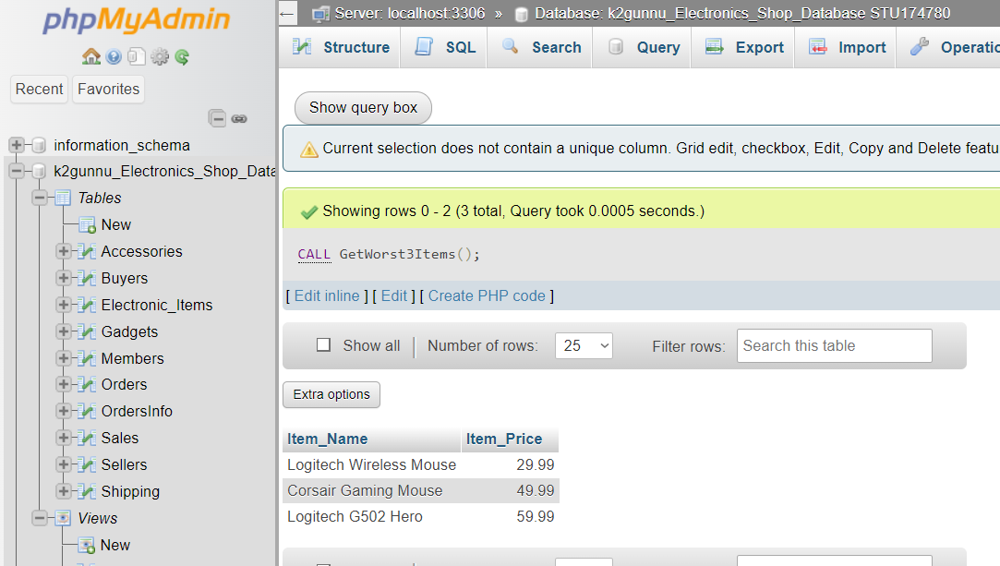 phpMyAdmin
Recent
Favorites
information_schema
k2gunnu_Electronics_Shop_Data
Tables
New
Accessories
Buyers
Electronic_Items
Gadgets
Members
Orders
OrdersInfo
Sales
Sellers
Shipping
Views
New
Server: localhost:3306 » Database: k2gunnu_Electronics_Shop_Database STU174780
Structure SQL Search Query Export Import Operatio
Show query box
Current selection does not contain a unique column. Grid edit, checkbox, Edit, Copy and Delete featu
Showing rows 0 - 2 (3 total, Query took 0.0005 seconds.)
CALL GetWorst3Items();
[ Edit inline ] [ Edit ] [ Create PHP code ]
Show all | Number of rows: 25 Filter rows: Search this table
Extra options
Item_Name Item_Price
Logitech Wireless Mouse 29.99
Corsair Gaming Mouse 49.99
Logitech G502 Hero 59.99